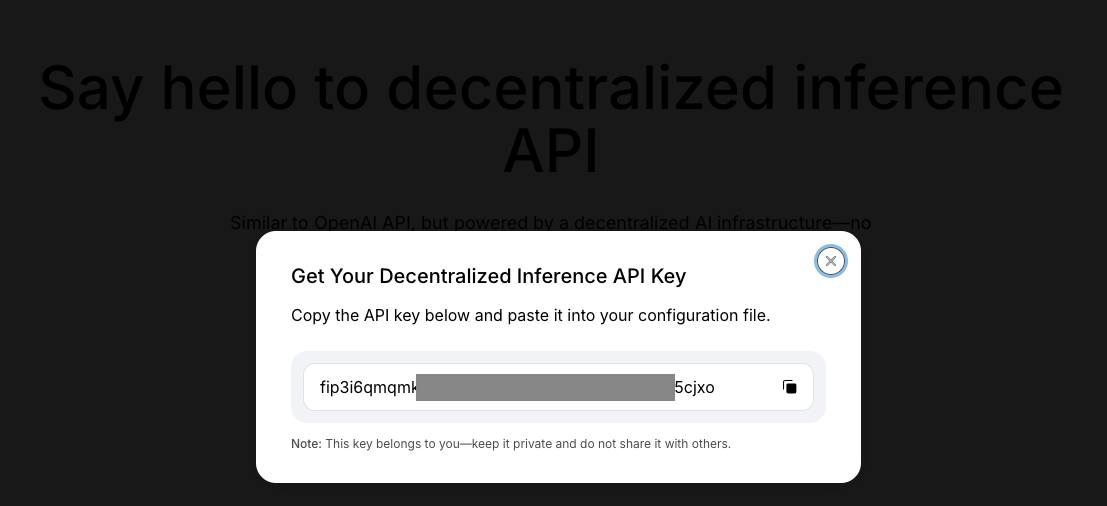 Say hello to decentralized inference
API
Similar to OpenAI API, but powered by a decentralized AI infrastructure—no
Get Your Decentralized Inference API Key
Copy the API key below and paste it into your configuration file.
fip3i6qmqmk 5cjxo
Note: This key belongs to you—keep it private and do not share it with others.